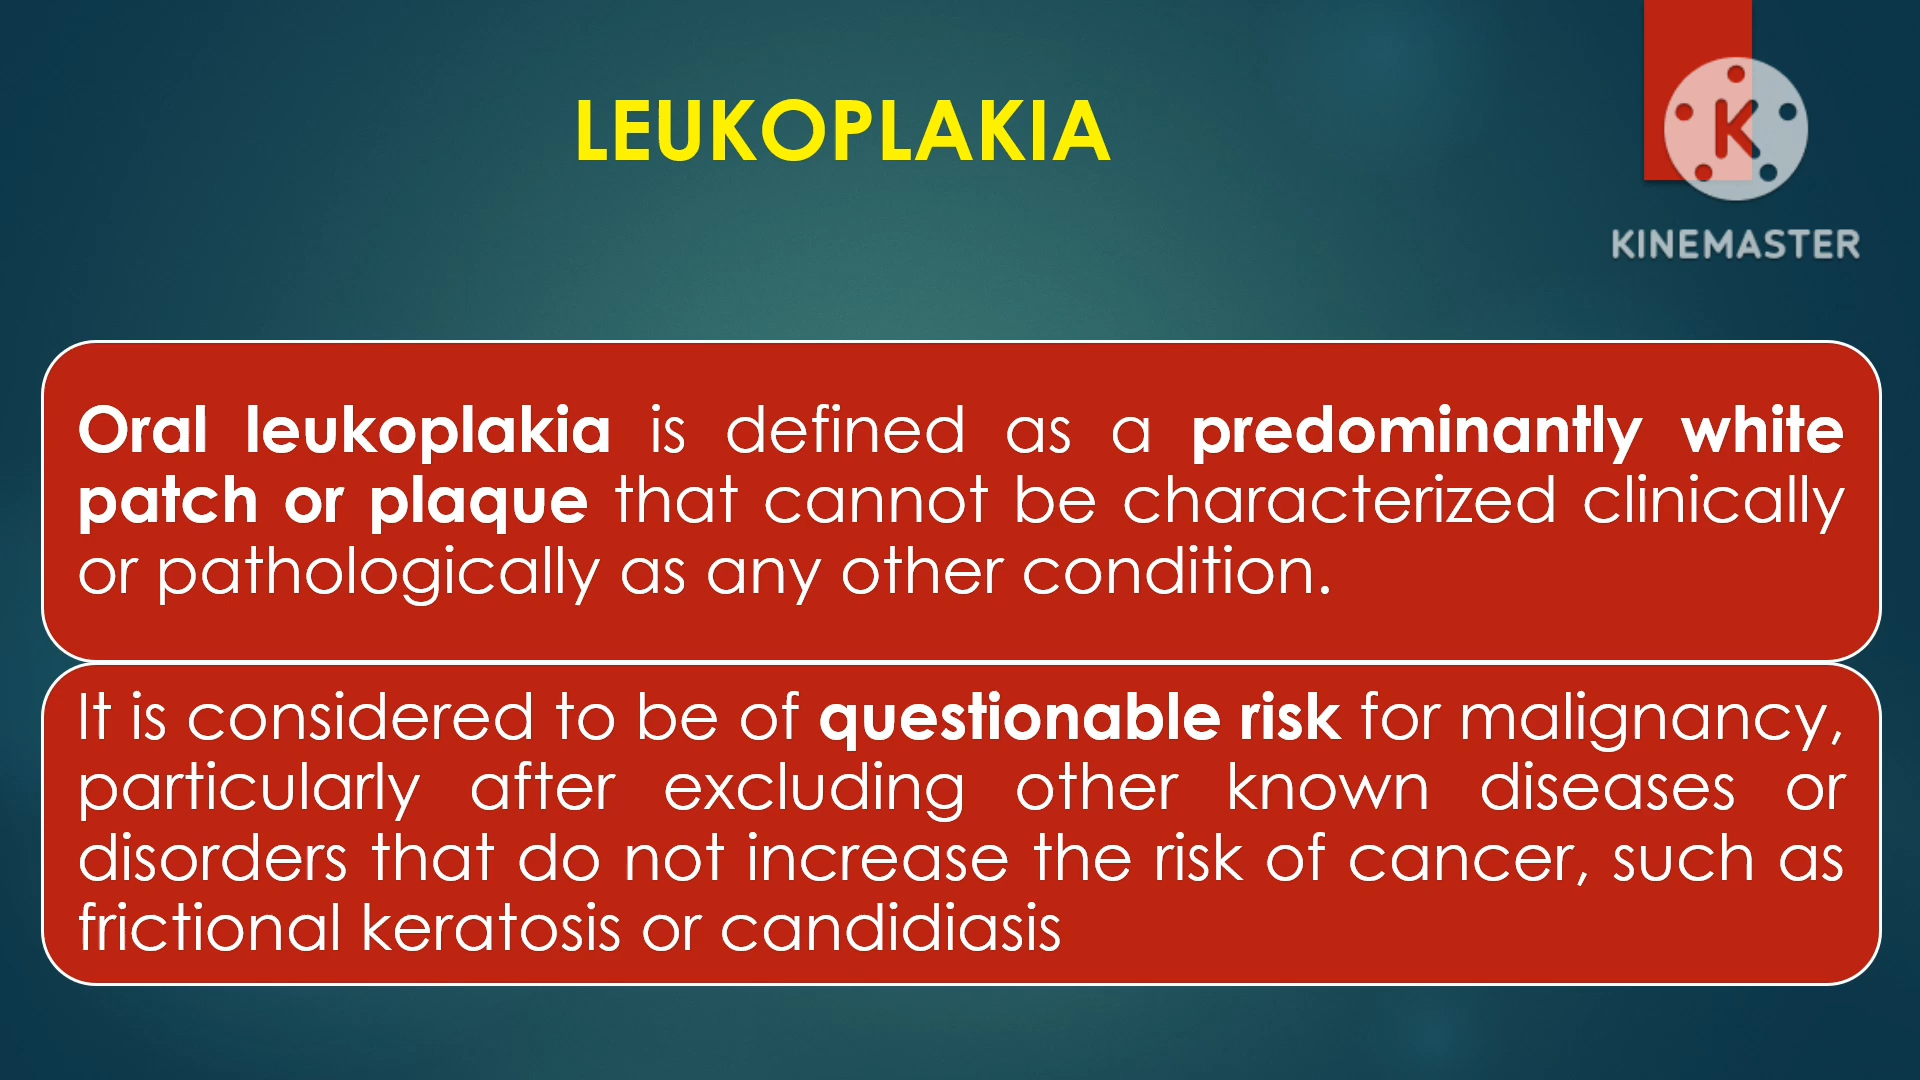 LEUKOPLAKIA
K
KINEMASTER
Oral leukoplakia is defined as a predominantly white
patch or plaque that cannot be characterized clinically
or pathologically as any other condition.
It is considered to be of questionable risk for malignancy,
particularly after excluding other known diseases or
disorders that do not increase the risk of cancer, such as
frictional keratosis or candidiasis